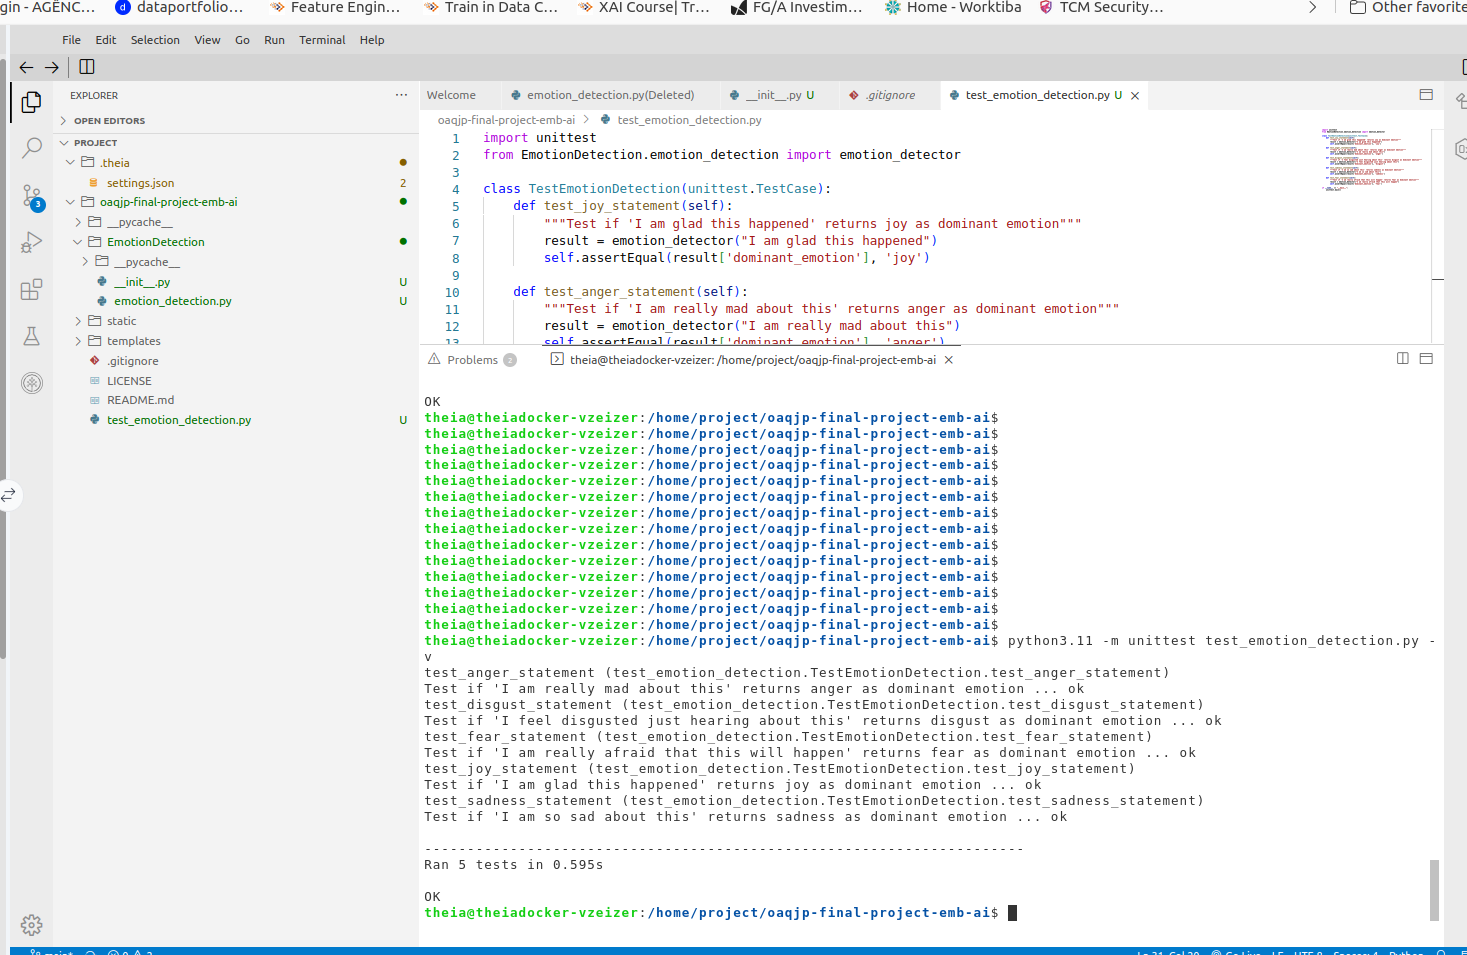 gin - AGÊNC…
dataportfolio…
Feature Engin…
Train in Data C…
XAI Course| Tr…
FG/A Investim…
Home - Worktiba
TCM Security,…
Other favorite
File Edit Selection View Go Run Terminal Help
EXPLORER
OPEN EDITORS
PROJECT
.theia
settings.json 2
oaqjp-final-project-emb-ai
__pycache__
EmotionDetection
__pycache__
__init__.py U
emotion_detection.py U
static
templates
.gitignore
LICENSE
README.md
test_emotion_detection.py U
3
Welcome
emotion_detection.py(Deleted)
__init__.py U
.gitignore
test_emotion_detection.py U
oaqjp-final-project-emb-ai > test_emotion_detection.py
1 import unittest
2 from EmotionDetection.emotion_detection import emotion_detector
3
4 class TestEmotionDetection(unittest.TestCase):
5 def test_joy_statement(self):
6 """Test if 'I am glad this happened' returns joy as dominant emotion"""
7 result = emotion_detector("I am glad this happened")
8 self.assertEqual(result['dominant_emotion'], 'joy')
9
10 def test_anger_statement(self):
11 """Test if 'I am really mad about this' returns anger as dominant emotion"""
12 result = emotion_detector("I am really mad about this")
13 self.assertEqual(result['dominant_emotion'], 'anger')
Problems 2
theia@theiadocker-vzeizer: /home/project/oaqjp-final-project-emb-ai
OK
theia@theiadocker-vzeizer:/home/project/oaqjp-final-project-emb-ai$
theia@theiadocker-vzeizer:/home/project/oaqjp-final-project-emb-ai$
theia@theiadocker-vzeizer:/home/project/oaqjp-final-project-emb-ai$
theia@theiadocker-vzeizer:/home/project/oaqjp-final-project-emb-ai$
theia@theiadocker-vzeizer:/home/project/oaqjp-final-project-emb-ai$
theia@theiadocker-vzeizer:/home/project/oaqjp-final-project-emb-ai$
theia@theiadocker-vzeizer:/home/project/oaqjp-final-project-emb-ai$
theia@theiadocker-vzeizer:/home/project/oaqjp-final-project-emb-ai$
theia@theiadocker-vzeizer:/home/project/oaqjp-final-project-emb-ai$
theia@theiadocker-vzeizer:/home/project/oaqjp-final-project-emb-ai$
theia@theiadocker-vzeizer:/home/project/oaqjp-final-project-emb-ai$
theia@theiadocker-vzeizer:/home/project/oaqjp-final-project-emb-ai$
theia@theiadocker-vzeizer:/home/project/oaqjp-final-project-emb-ai$
theia@theiadocker-vzeizer:/home/project/oaqjp-final-project-emb-ai$
theia@theiadocker-vzeizer:/home/project/oaqjp-final-project-emb-ai$ python3.11 -m unittest test_emotion_detection.py -
v
test_anger_statement (test_emotion_detection.TestEmotionDetection.test_anger_statement)
Test if 'I am really mad about this' returns anger as dominant emotion ... ok
test_disgust_statement (test_emotion_detection.TestEmotionDetection.test_disgust_statement)
Test if 'I feel disgusted just hearing about this' returns disgust as dominant emotion ... ok
test_fear_statement (test_emotion_detection.TestEmotionDetection.test_fear_statement)
Test if 'I am really afraid that this will happen' returns fear as dominant emotion ... ok
test_joy_statement (test_emotion_detection.TestEmotionDetection.test_joy_statement)
Test if 'I am glad this happened' returns joy as dominant emotion ... ok
test_sadness_statement (test_emotion_detection.TestEmotionDetection.test_sadness_statement)
Test if 'I am so sad about this' returns sadness as dominant emotion ... ok
----------------------------------------------------------------------
Ran 5 tests in 0.595s
OK
theia@theiadocker-vzeizer:/home/project/oaqjp-final-project-emb-ai$